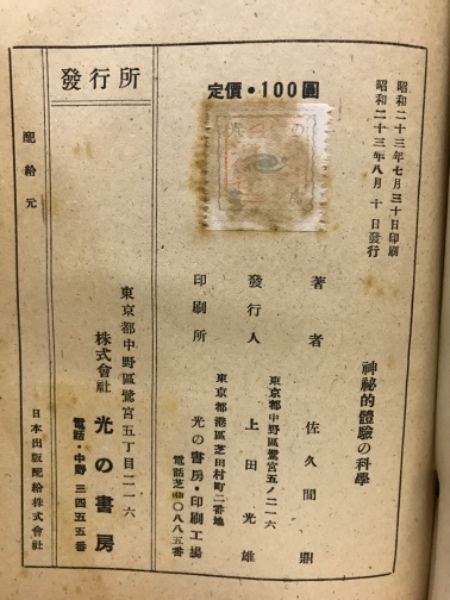 昭和二十三年七月三十日印刷
昭和二十三年八月十日發行
神祕的體驗の科學
定價・100圓
光の
書房
著者 佐久間鼎
東京都中野區鷺宮五ノ二一六
發行人 上田光雄
東京都港區芝田村町二番地
印刷所 光の書房・印刷工場
電話芝(43)〇八八五番
發行所
東京都中野區鷺宮五丁目二一六
株式會社 光の書房
電話・中野 三四五五番
配給元 日本出版配給株式會社